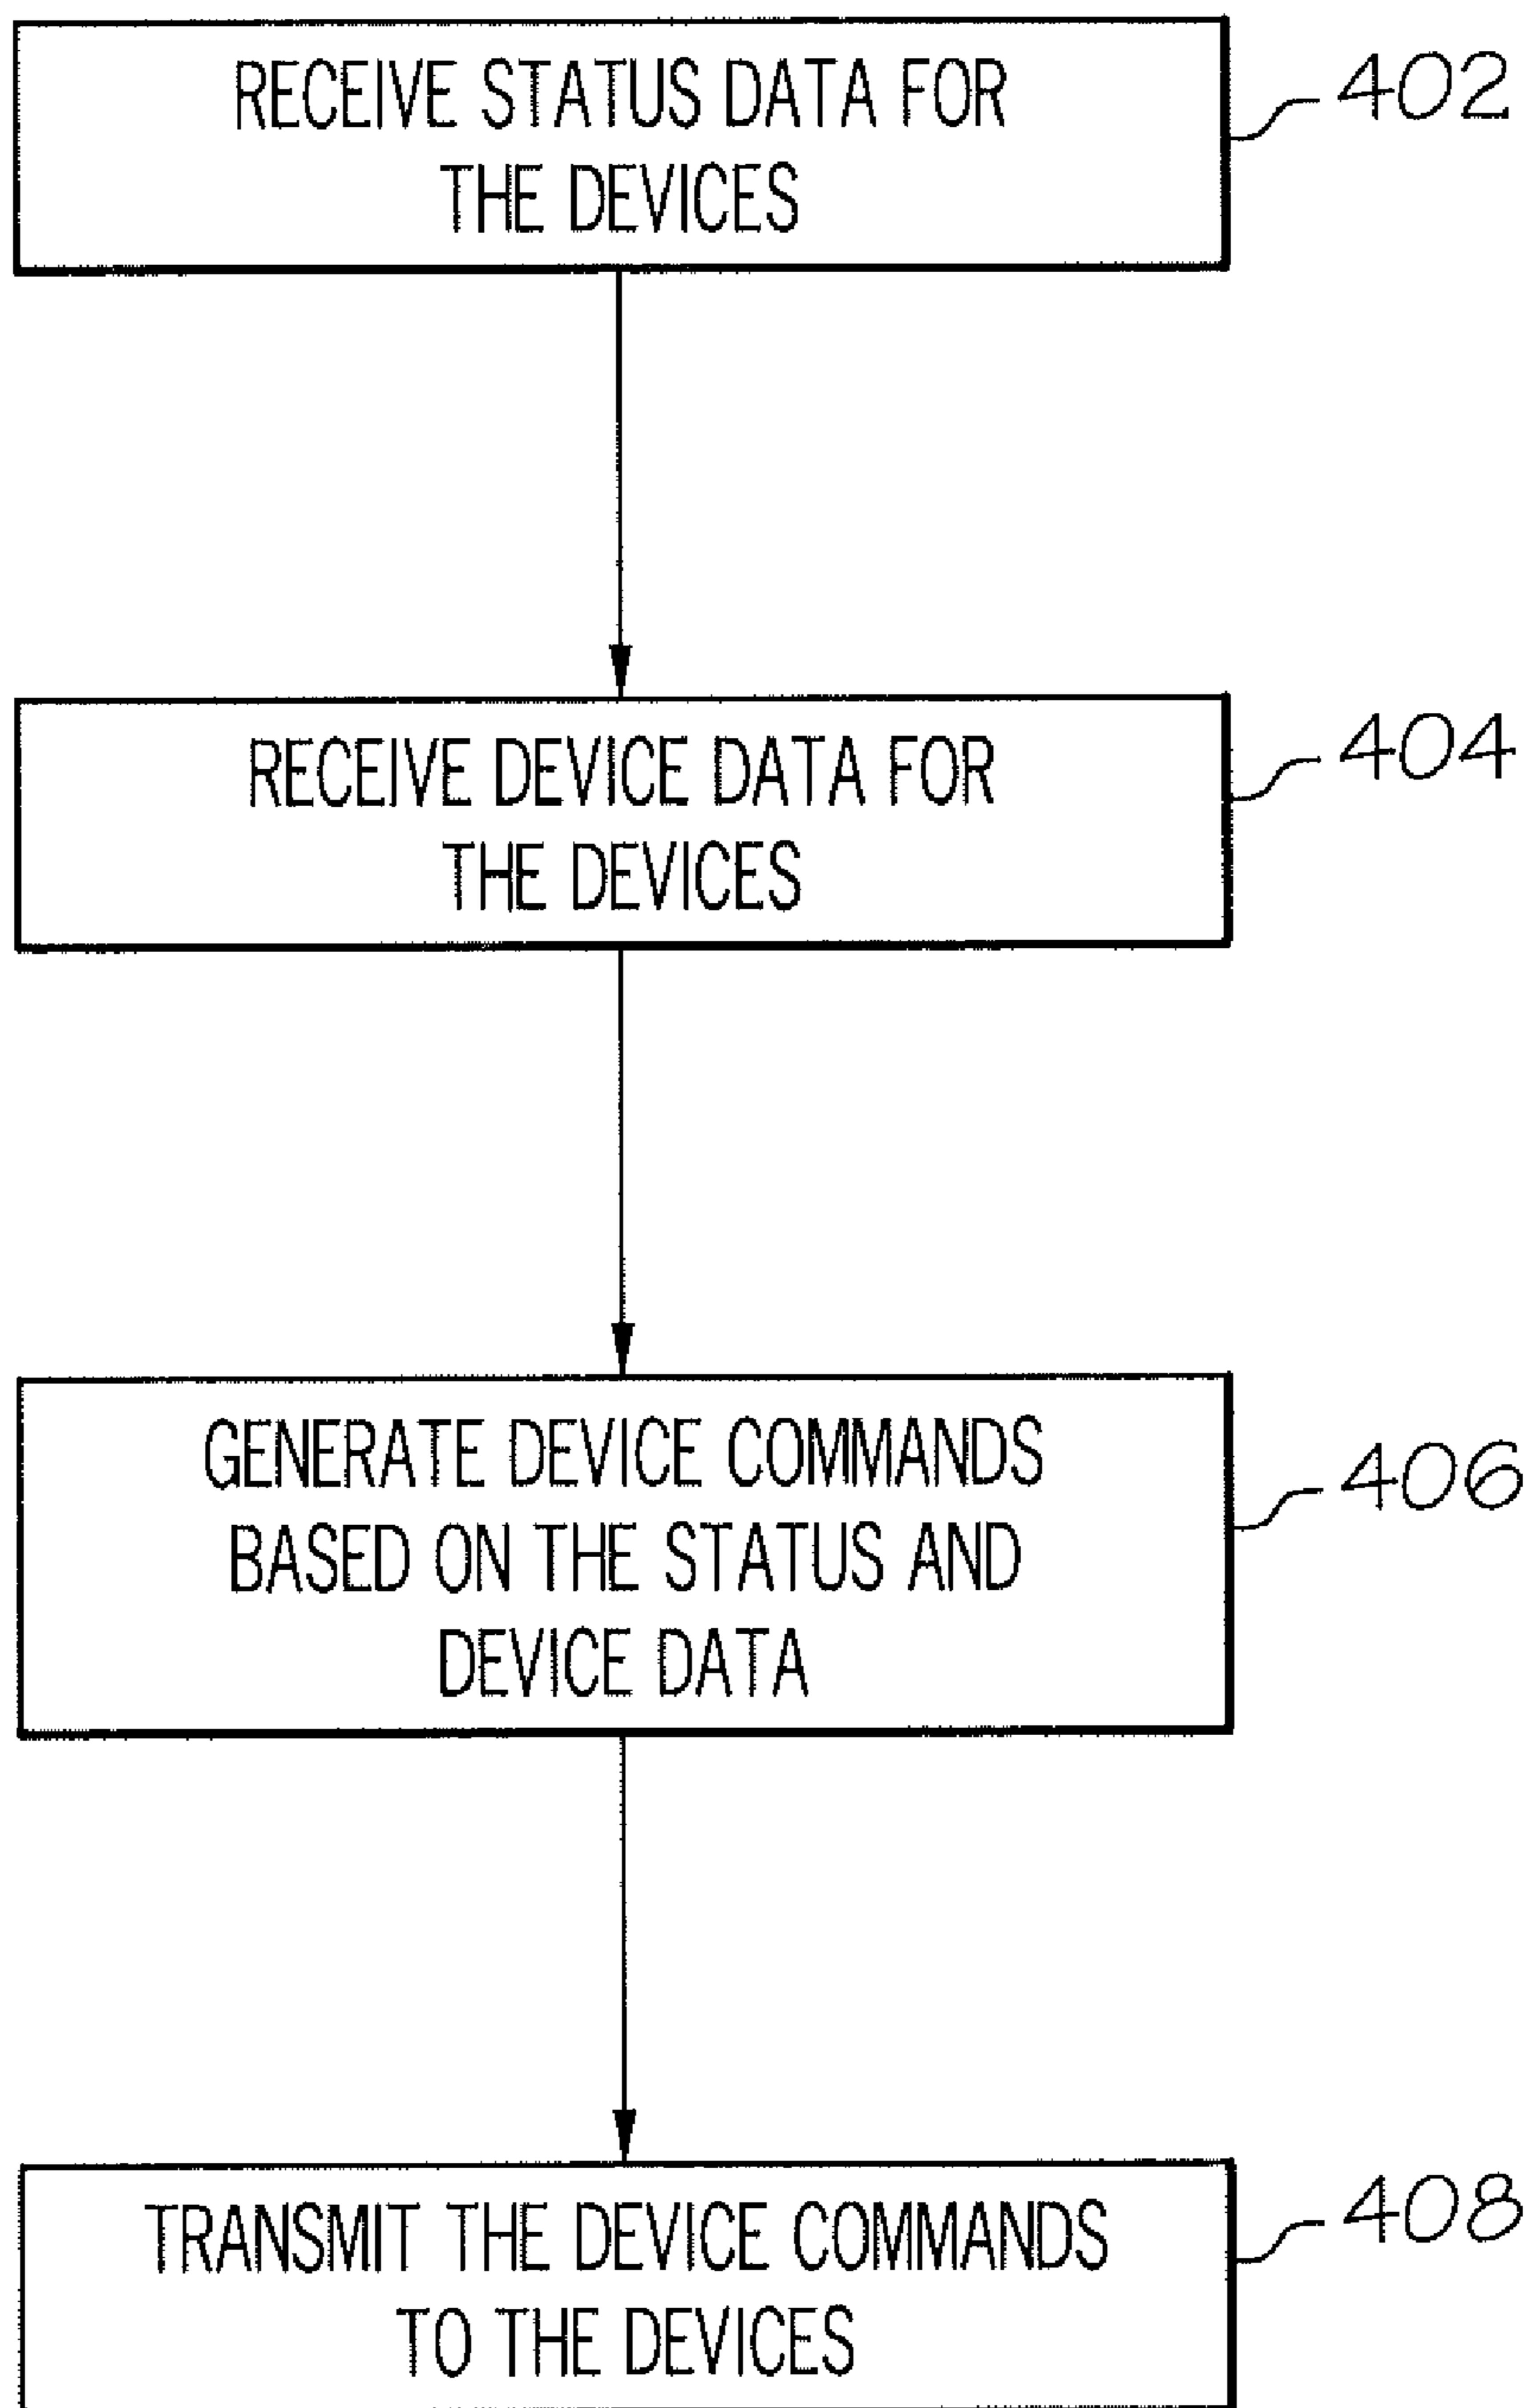 RECEIVE STATUS DATA FOR
THE DEVICES
402
RECEIVE DEVICE DATA FOR
THE DEVICES
404
GENERATE DEVICE COMMANDS
BASED ON THE STATUS AND
DEVICE DATA
406
TRANSMIT THE DEVICE COMMANDS
TO THE DEVICES
408